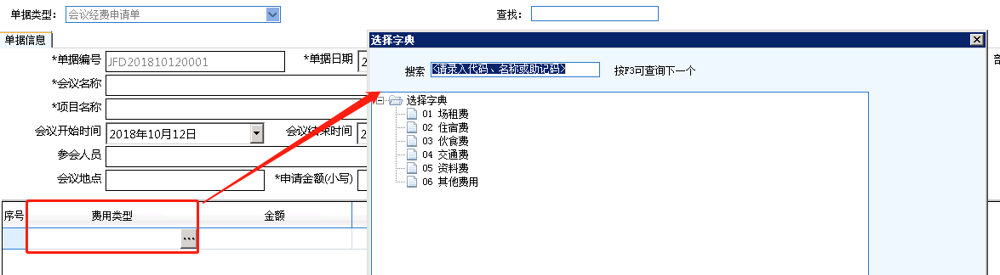 单据类型： 会议经费申请单 查找：
单据信息
选择字典
*单据编号 JFD201810120001 *单据日期 2 部
搜索 <请录入代码、名称或助记码> 按F3可查询下一个
*会议名称
*项目名称
选择字典
01 场租费
02 住宿费
03 伙食费
04 交通费
05 资料费
06 其他费用
会议开始时间 2018年10月12日 会议结束时间 2
参会人员
会议地点 *申请金额(小写)
序号 费用类型 金额
...